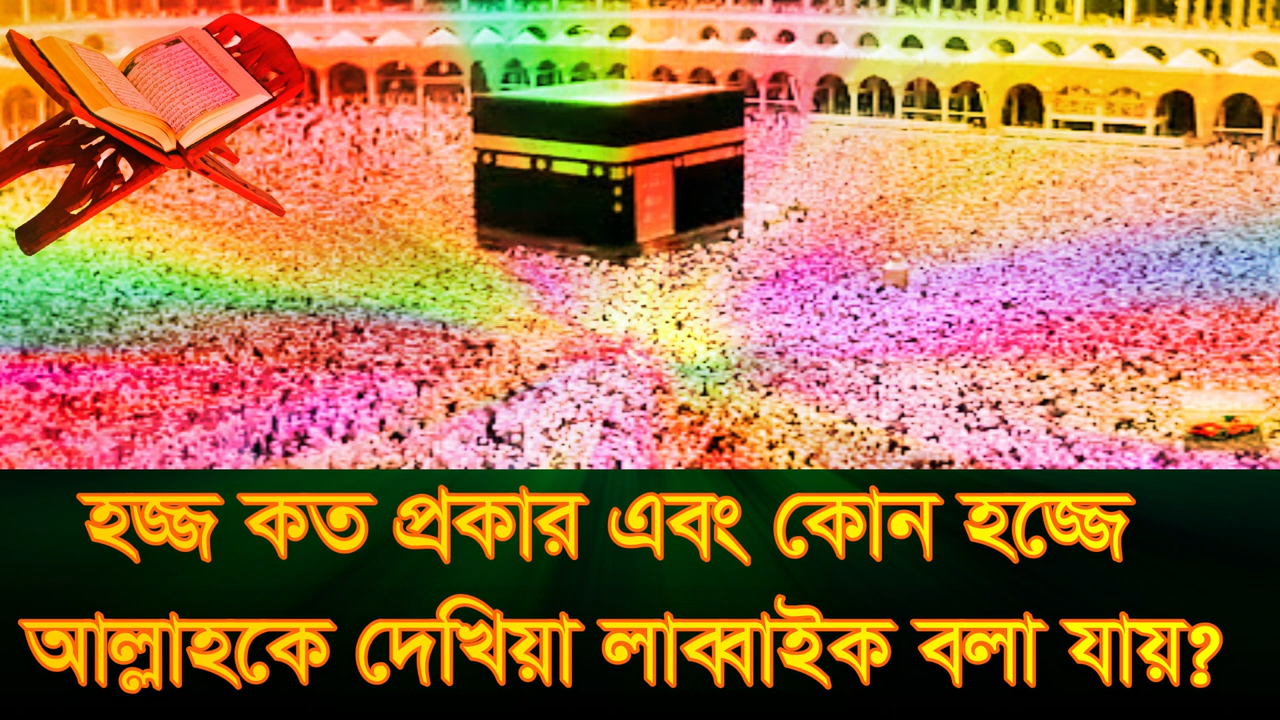 হজ্জ কত প্রকার এবং কোন হজ্জে
আল্লাহকে দেখিয়া লাব্বাইক বলা যায়?